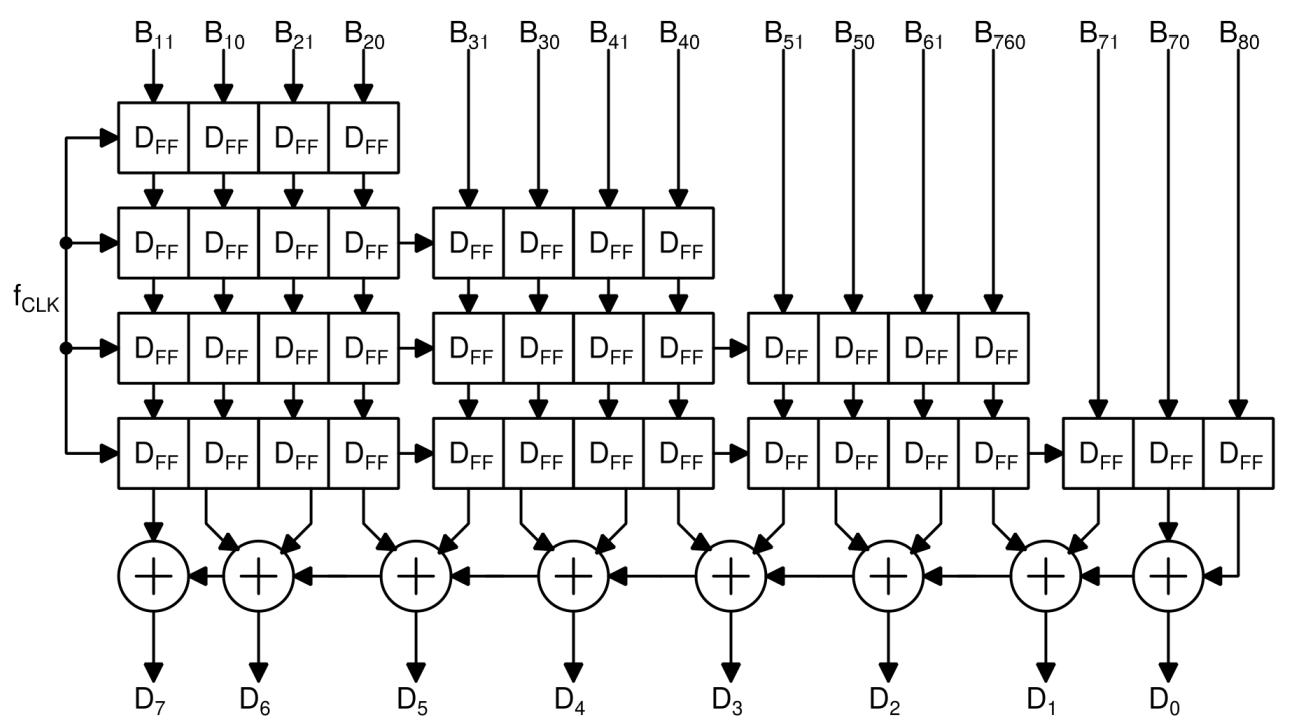 B11 B10 B21 B20 B31 B30 B41 B40 B51 B50 B61 B760 B71 B70 B80
DFF DFF DFF DFF
DFF DFF DFF DFF DFF DFF DFF DFF
fCLK
DFF DFF DFF DFF DFF DFF DFF DFF DFF DFF DFF DFF
DFF DFF DFF DFF DFF DFF DFF DFF DFF DFF DFF DFF DFF DFF DFF
+ + + + + + + +
D7 D6 D5 D4 D3 D2 D1 D0